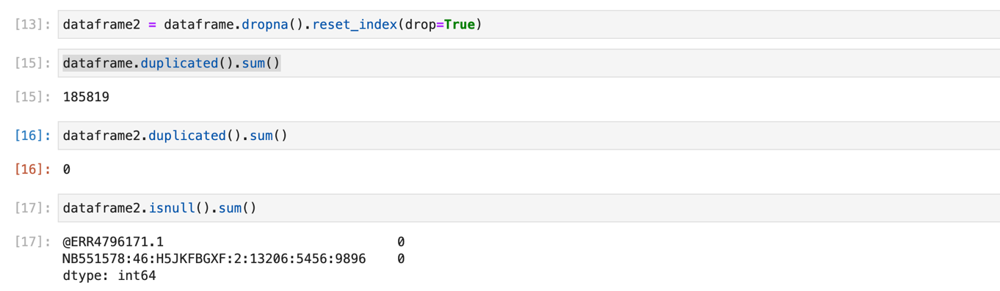 [13]: dataframe2 = dataframe.dropna().reset_index(drop=True)
[15]: dataframe.duplicated().sum()
[15]: 185819
[16]: dataframe2.duplicated().sum()
[16]: 0
[17]: dataframe2.isnull().sum()
[17]: @ERR4796171.1 0
NB551578:46:H5JKFBGXF:2:13206:5456:9896 0
dtype: int64